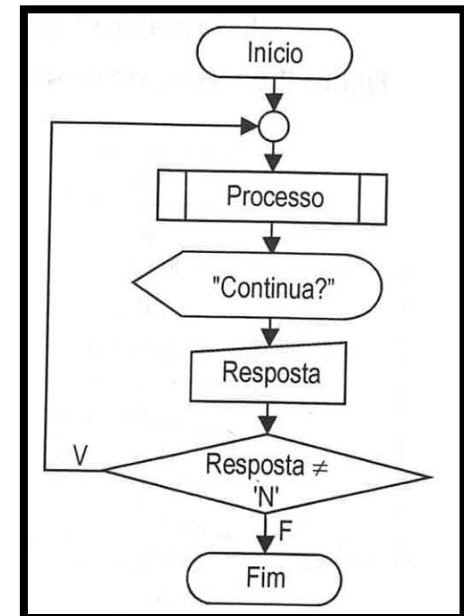 Início
Processo
"Continua?"
Resposta
Resposta ≠
'N'
V
F
Fim